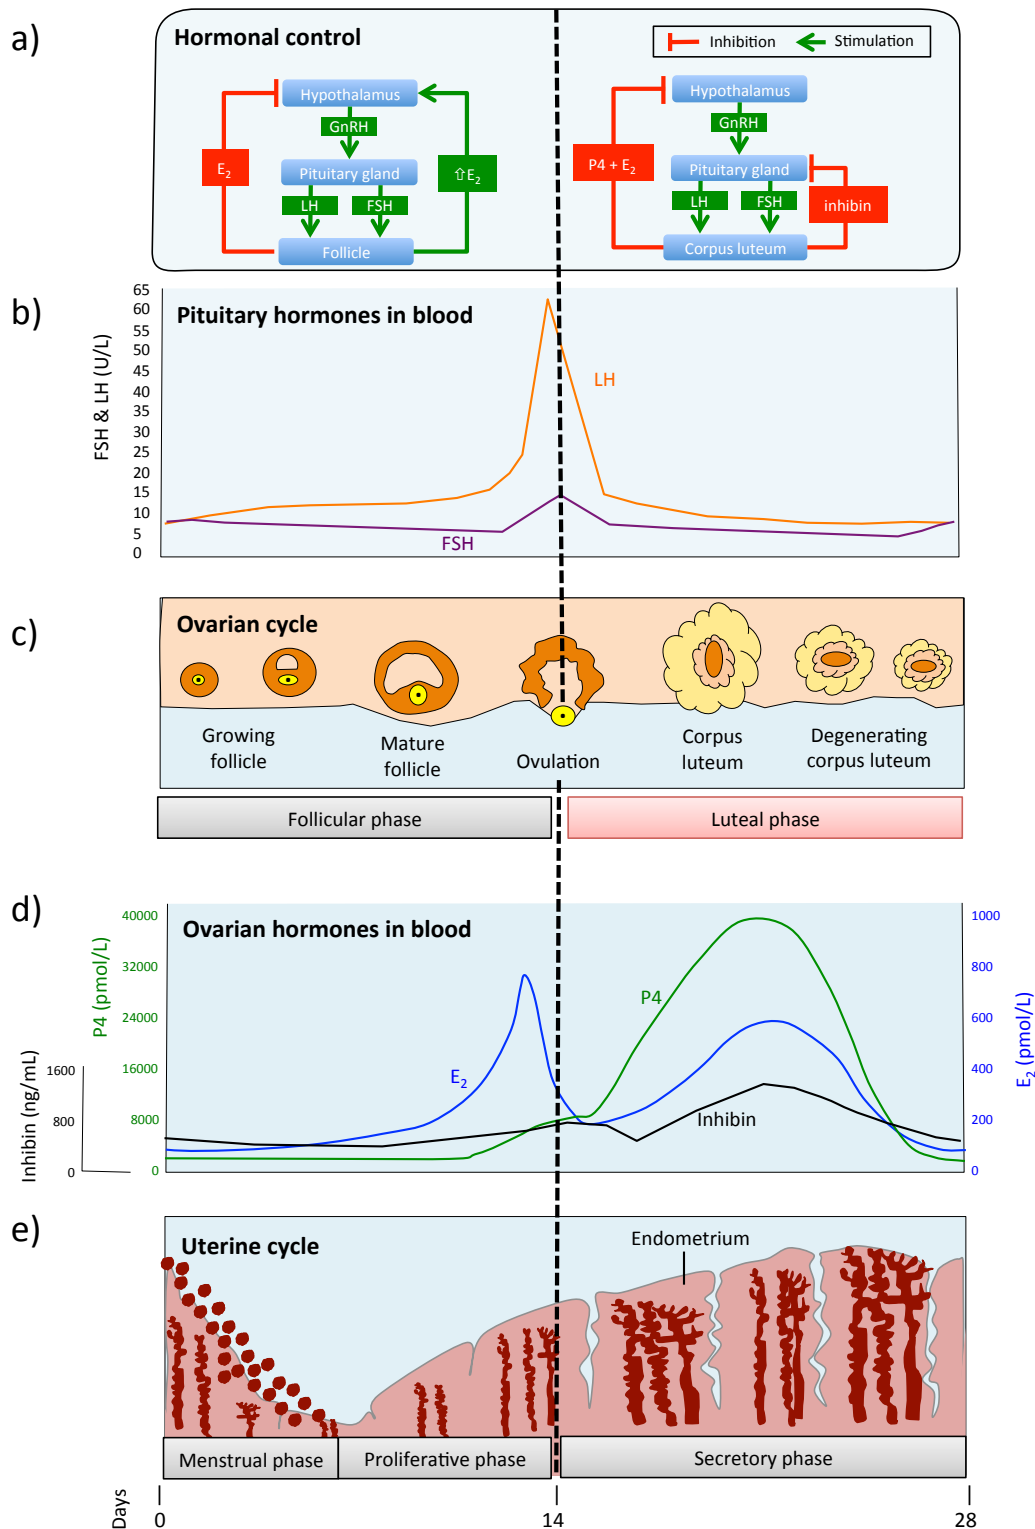 a)
Hormonal control
Inhibition
Stimulation
Hypothalamus
GnRH
E₂
⇧E₂
Pituitary gland
LH
FSH
Follicle
Hypothalamus
GnRH
P4 + E₂
Pituitary gland
LH
FSH
inhibin
Corpus luteum
b)
Pituitary hormones in blood
FSH & LH (U/L)
65
60
55
50
45
40
35
30
25
20
15
10
5
0
LH
FSH
c)
Ovarian cycle
Growing
follicle
Mature
follicle
Ovulation
Corpus
luteum
Degenerating
corpus luteum
Follicular phase
Luteal phase
d)
Ovarian hormones in blood
P4 (pmol/L)
40000
32000
24000
16000
8000
0
Inhibin (ng/mL)
1600
800
0
E₂
P4
Inhibin
1000
800
600
400
200
0
E₂ (pmol/L)
e)
Uterine cycle
Endometrium
Menstrual phase
Proliferative phase
Secretory phase
Days
0
14
28